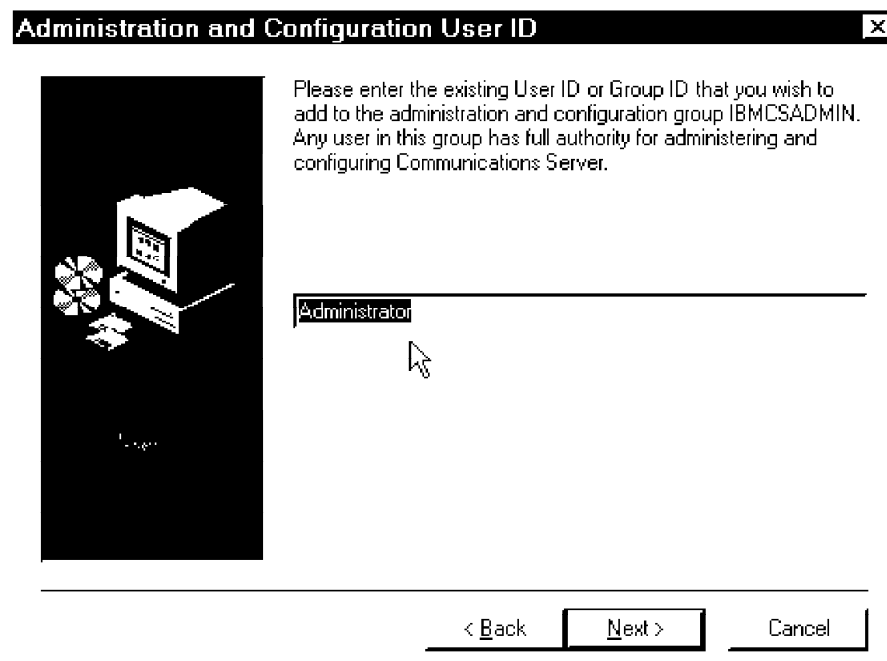 Administration and Configuration User ID
Please enter the existing User ID or Group ID that you wish to
add to the administration and configuration group IBMCSADMIN.
Any user in this group has full authority for administering and
configuring Communications Server.
Administrator
< Back
Next >
Cancel